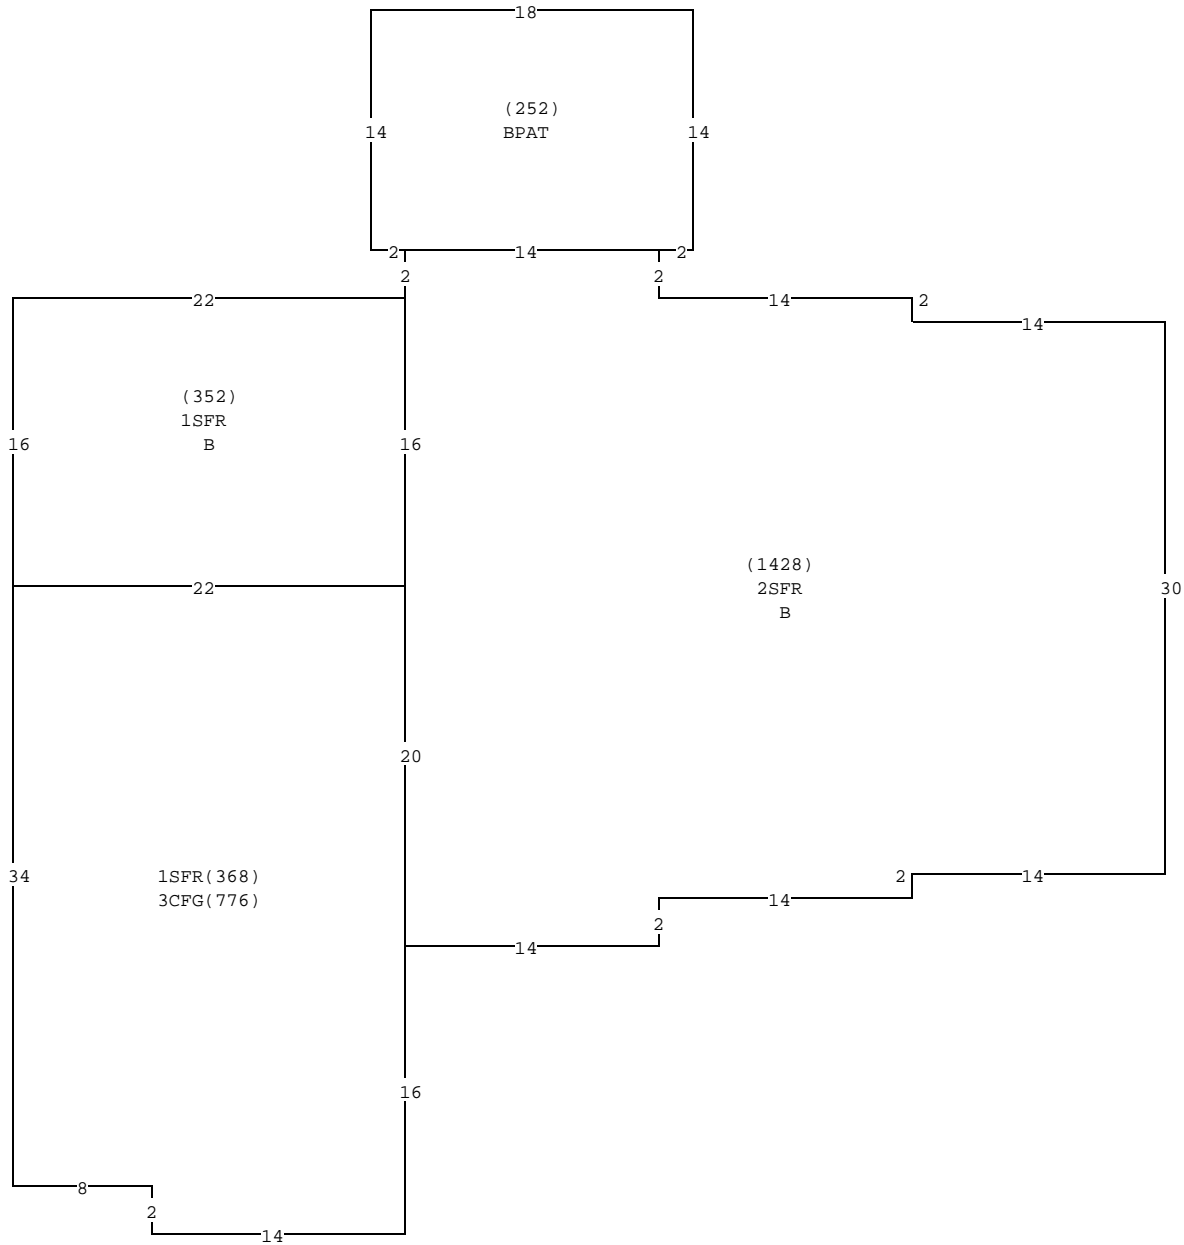 18
(252)
14 BPAT 14
2 14 2
2 2
22 14 2
14
(352)
1SFR
16 B 16
(1428)
22 2SFR 30
B
20
34 1SFR(368) 2 14
3CFG(776) 14
2
14
16
8
2
14